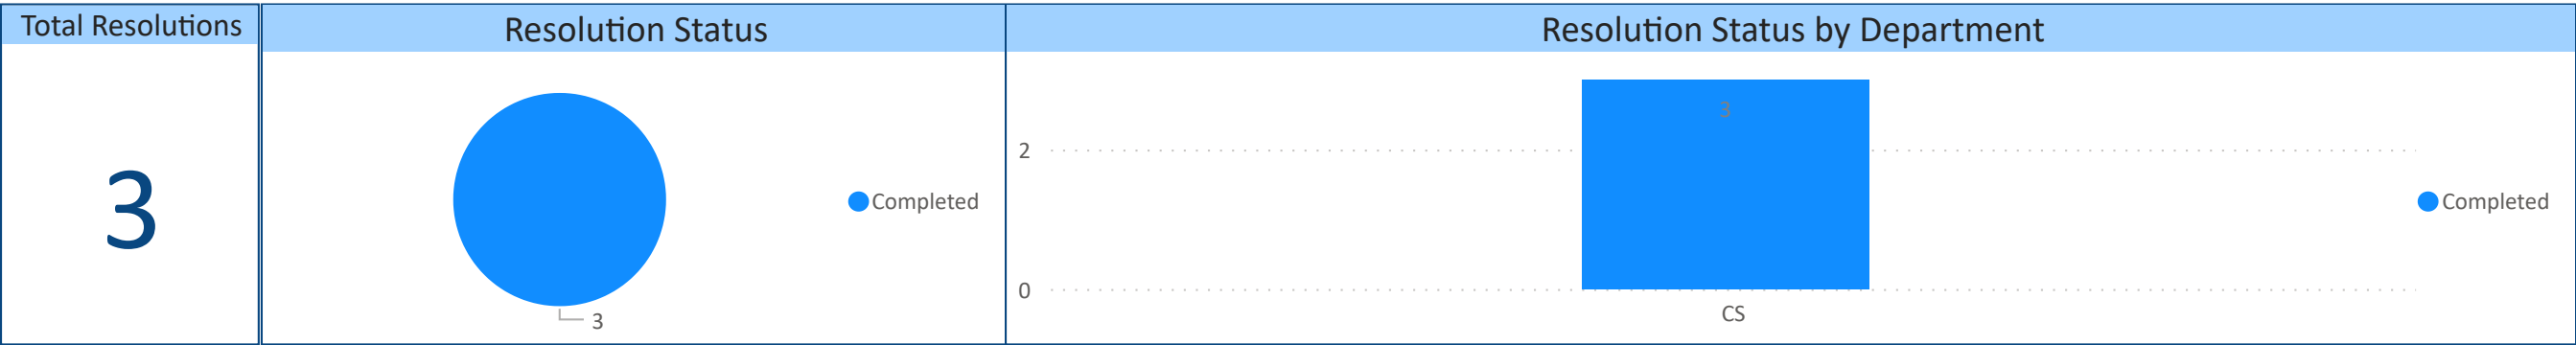 Total Resolutions
3
Resolution Status
3
Completed
Resolution Status by Department
3
2
0
CS
Completed